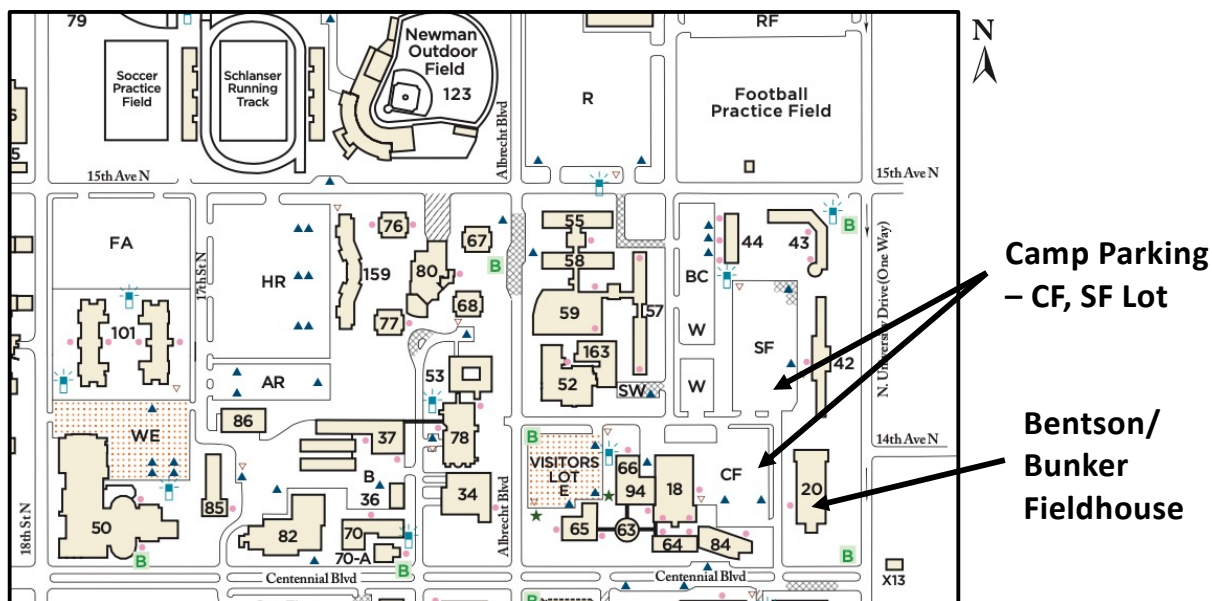 79
RF
N
Newman
Outdoor
Field
123
Soccer
Practice
Field
Schlanser
Running
Track
R
Football
Practice Field
Albrecht Blvd
15th Ave N
15th Ave N
FA
17th St N
HR
159
76
67
80
B
68
77
55
58
59
57
44
43
B
BC
W
W
SF
42
N. University Drive (One Way)
Camp Parking
– CF, SF Lot
101
AR
53
163
52
SW
86
37
78
WE
B
VISITORS
LOT
E
66
94
18
CF
20
14th Ave N
Bentson/
Bunker
Fieldhouse
18th St N
50
85
82
B
36
34
70
70-A
Albrecht Blvd
65
63
64
84
B
B
B
Centennial Blvd
Centennial Blvd
X13
B